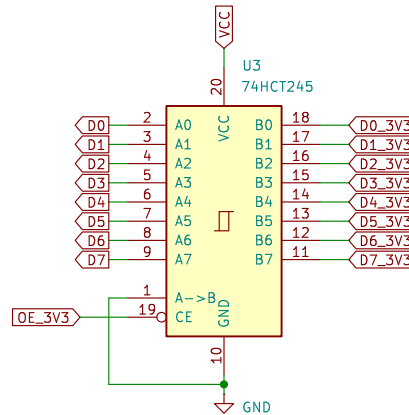 VCC
U3
74HCT245
20
VCC
D0 2 A0 B0 18 D0_3V3
D1 3 A1 B1 17 D1_3V3
D2 4 A2 B2 16 D2_3V3
D3 5 A3 B3 15 D3_3V3
D4 6 A4 B4 14 D4_3V3
D5 7 A5 B5 13 D5_3V3
D6 8 A6 B6 12 D6_3V3
D7 9 A7 B7 11 D7_3V3
1 A->B
OE_3V3 19 CE
GND
10
GND